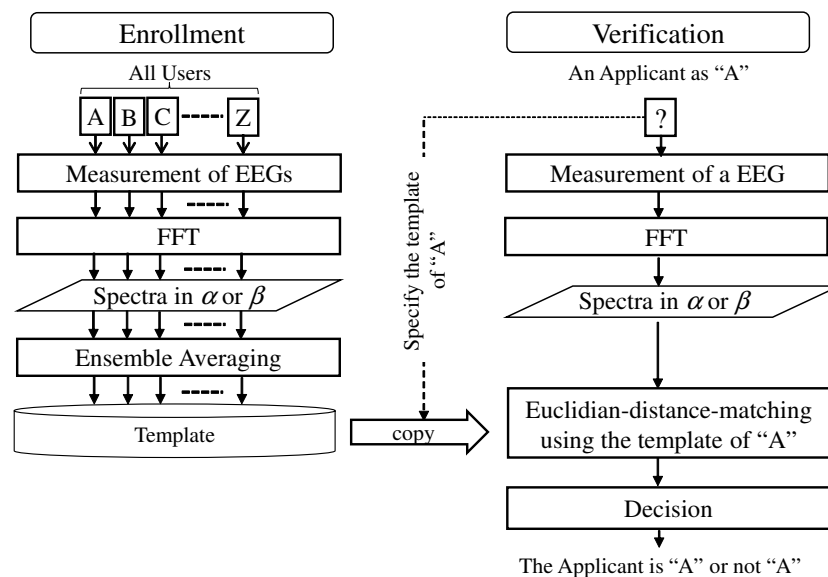 Enrollment
All Users
A B C Z
Measurement of EEGs
FFT
Spectra in α or β
Ensemble Averaging
Template
Specify the template
of “A”
copy
Verification
An Applicant as “A”
?
Measurement of a EEG
FFT
Spectra in α or β
Euclidian-distance-matching
using the template of “A”
Decision
The Applicant is “A” or not “A”